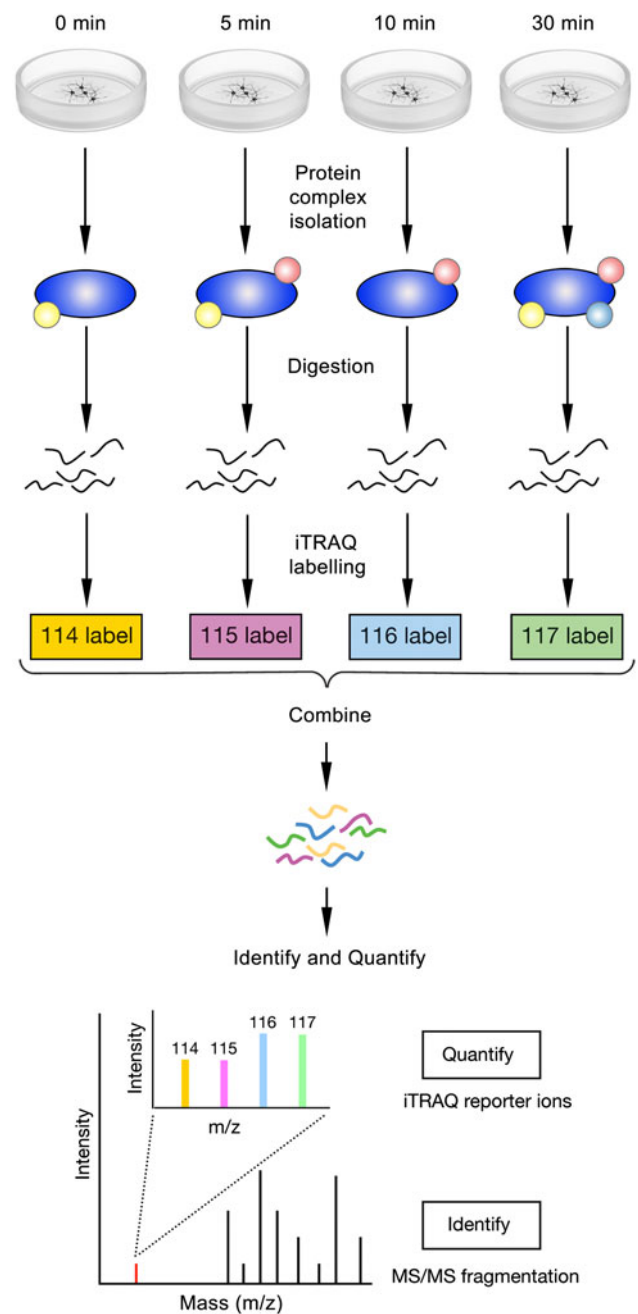 0 min 5 min 10 min 30 min
Protein
complex
isolation
Digestion
iTRAQ
labelling
114 label 115 label 116 label 117 label
Combine
Identify and Quantify
Intensity
Intensity
114 115 116 117
m/z
Quantify
iTRAQ reporter ions
Identify
MS/MS fragmentation
Mass (m/z)